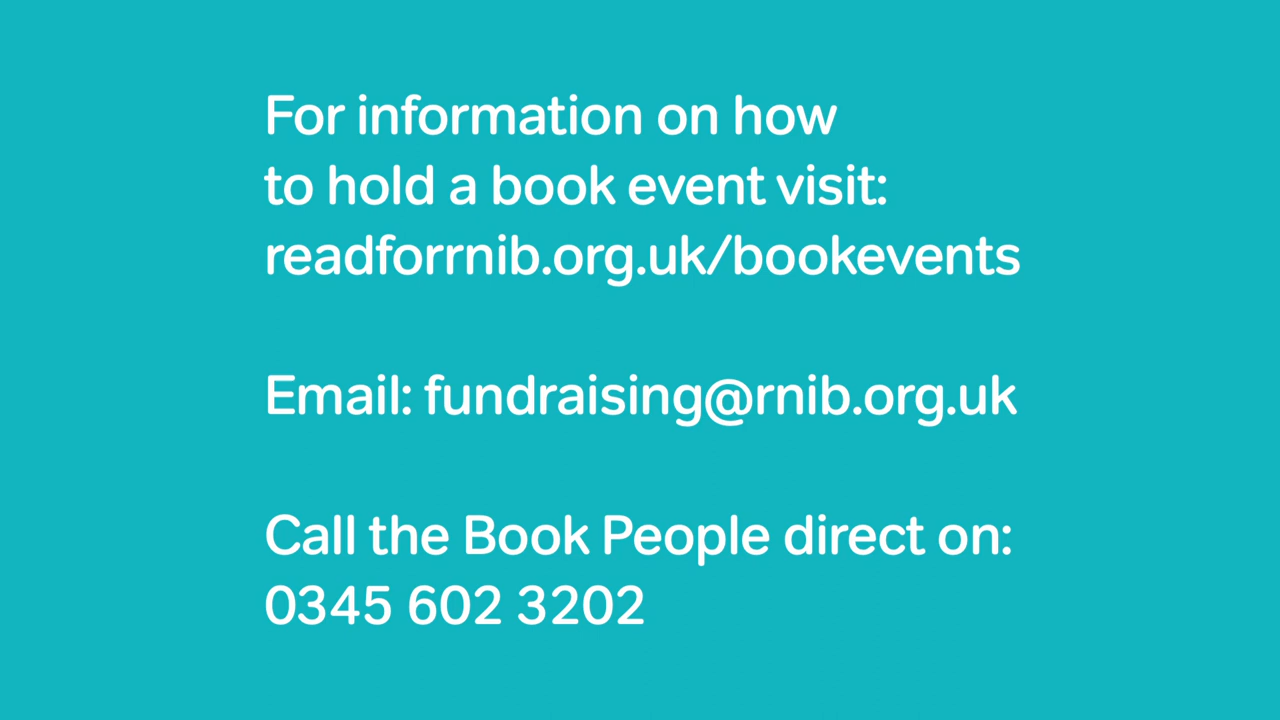 For information on how
to hold a book event visit:
readforrnib.org.uk/bookevents
Email: fundraising@rnib.org.uk
Call the Book People direct on:
0345 602 3202